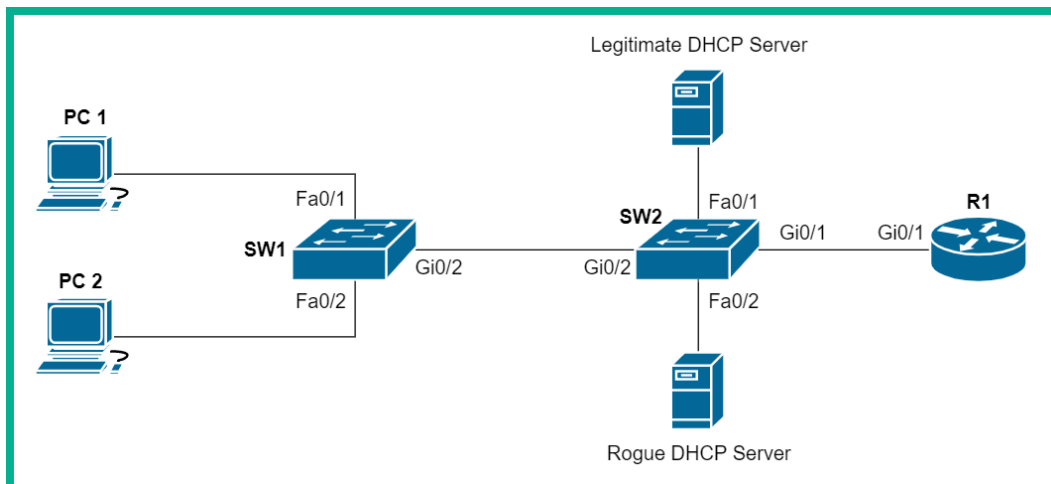 Legitimate DHCP Server
PC 1
Fa0/1
SW1
Gi0/2
Fa0/2
PC 2
Fa0/1
SW2
Gi0/1
Gi0/2
Fa0/2
R1
Gi0/1
Rogue DHCP Server